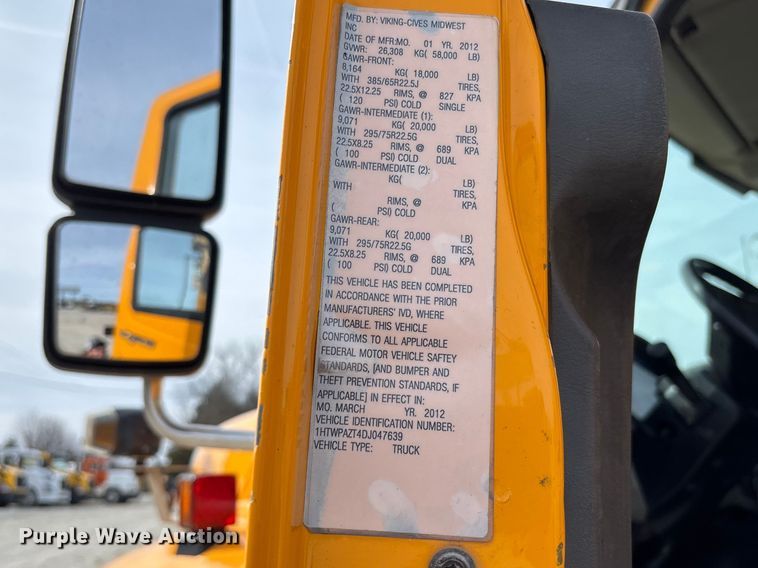 MFD. BY: VIKING-CIVES MIDWEST
INC
DATE OF MFR:MO. 01 YR. 2012
GVWR: 26,308 KG( 58,000 LB)
GAWR-FRONT:
8,164 KG( 18,000 LB)
WITH 385/65R22.5J TIRES,
22.5X12.25 RIMS, @ 827 KPA
( 120 PSI) COLD SINGLE
GAWR-INTERMEDIATE (1):
9,071 KG( 20,000 LB)
WITH 295/75R22.5G TIRES,
22.5X8.25 RIMS, @ 689 KPA
( 100 PSI) COLD DUAL
GAWR-INTERMEDIATE (2):
KG( LB)
WITH TIRES,
RIMS, @ KPA
( PSI) COLD
GAWR-REAR:
9,071 KG( 20,000 LB)
WITH 295/75R22.5G TIRES,
22.5X8.25 RIMS, @ 689 KPA
( 100 PSI) COLD DUAL
THIS VEHICLE HAS BEEN COMPLETED
IN ACCORDANCE WITH THE PRIOR
MANUFACTURERS' IVD, WHERE
APPLICABLE. THIS VEHICLE
CONFORMS TO ALL APPLICABLE
FEDERAL MOTOR VEHICLE SAFTEY
STANDARDS, [AND BUMPER AND
THEFT PREVENTION STANDARDS, IF
APPLICABLE] IN EFFECT IN:
MO. MARCH YR. 2012
VEHICLE IDENTIFICATION NUMBER:
1HTWPAZT4DJ047639
VEHICLE TYPE: TRUCK
Purple Wave Auction